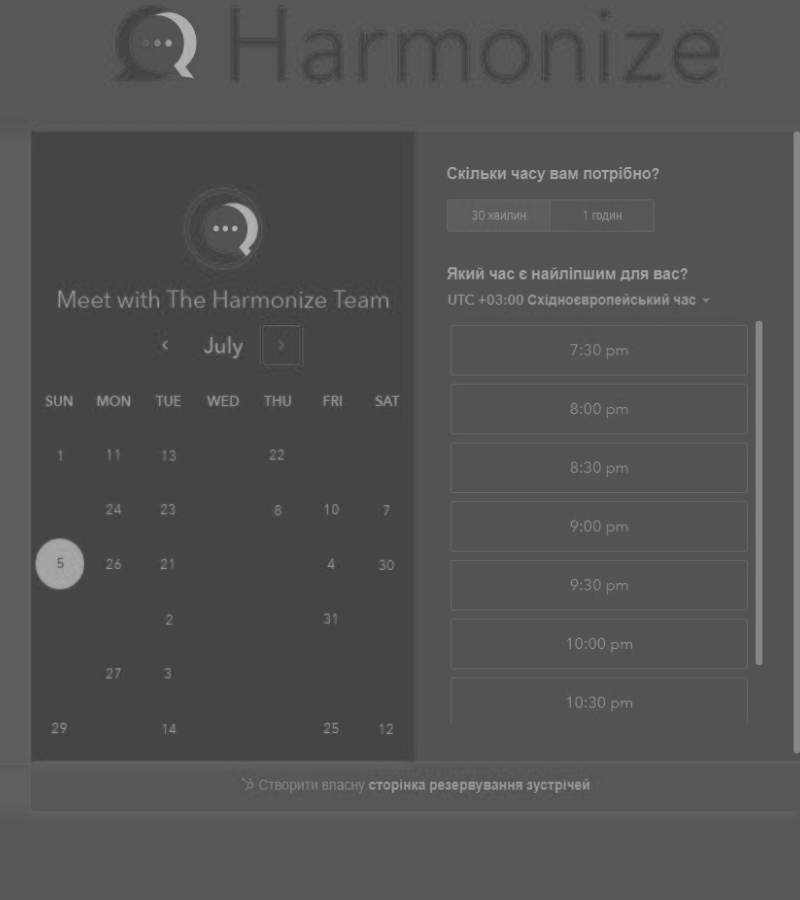 Harmonize
Meet with The Harmonize Team
July
SUN MON TUE WED THU FRI SAT
1 11 13 22
24 23 8 10 7
5 26 21 4 30
2 31
27 3
29 14 25 12
Скільки часу вам потрібно?
30 хвилин 1 годин
Який час є найліпшим для вас?
UTC +03:00 Східноєвропейський час
7:30 pm
8:00 pm
8:30 pm
9:00 pm
9:30 pm
10:00 pm
10:30 pm
Створити власну сторінка резервування зустрічей